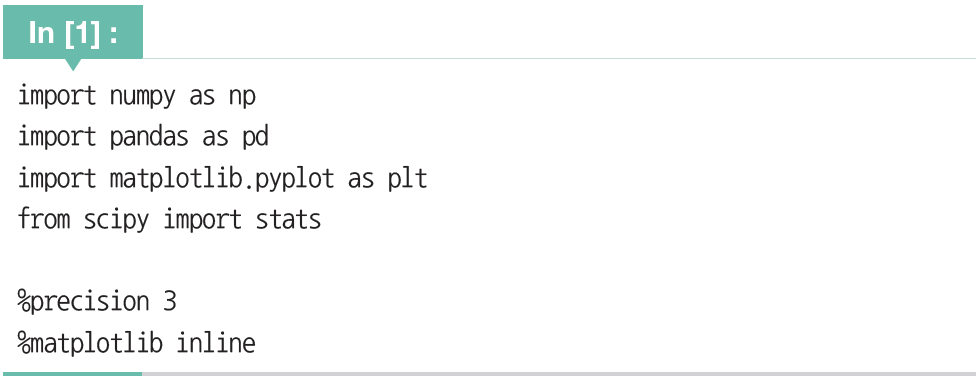 In [1] :
import numpy as np
import pandas as pd
import matplotlib.pyplot as plt
from scipy import stats
%precision 3
%matplotlib inline